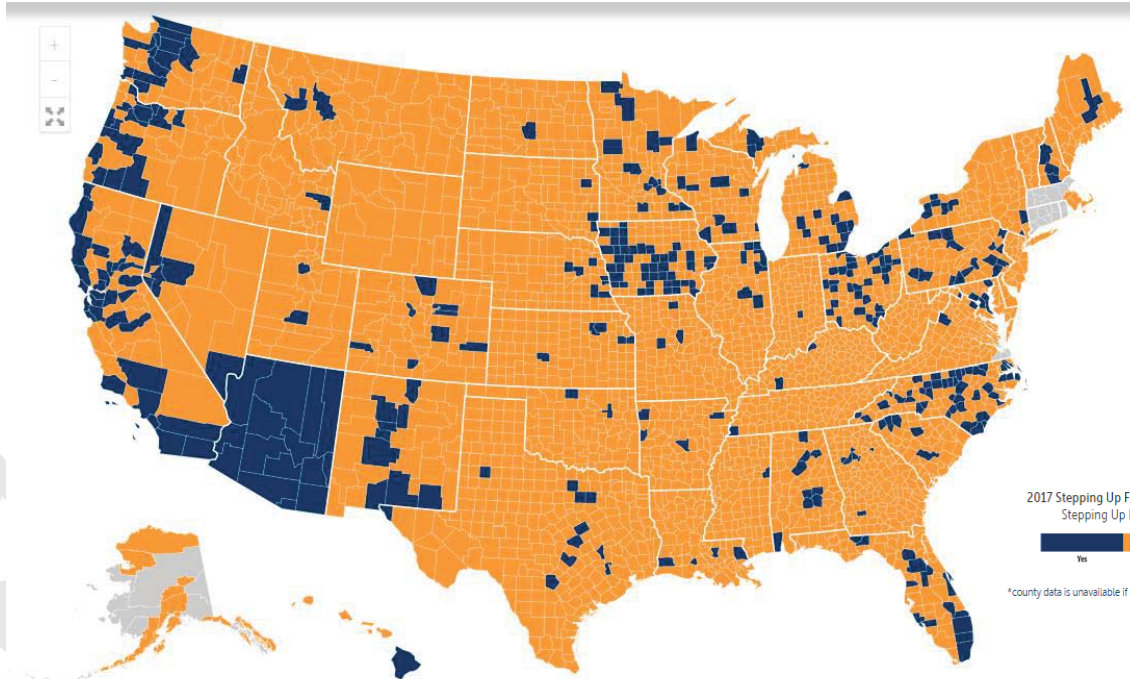 +
-
2017 Stepping Up F
Stepping Up
Yes
*county data is unavailable if